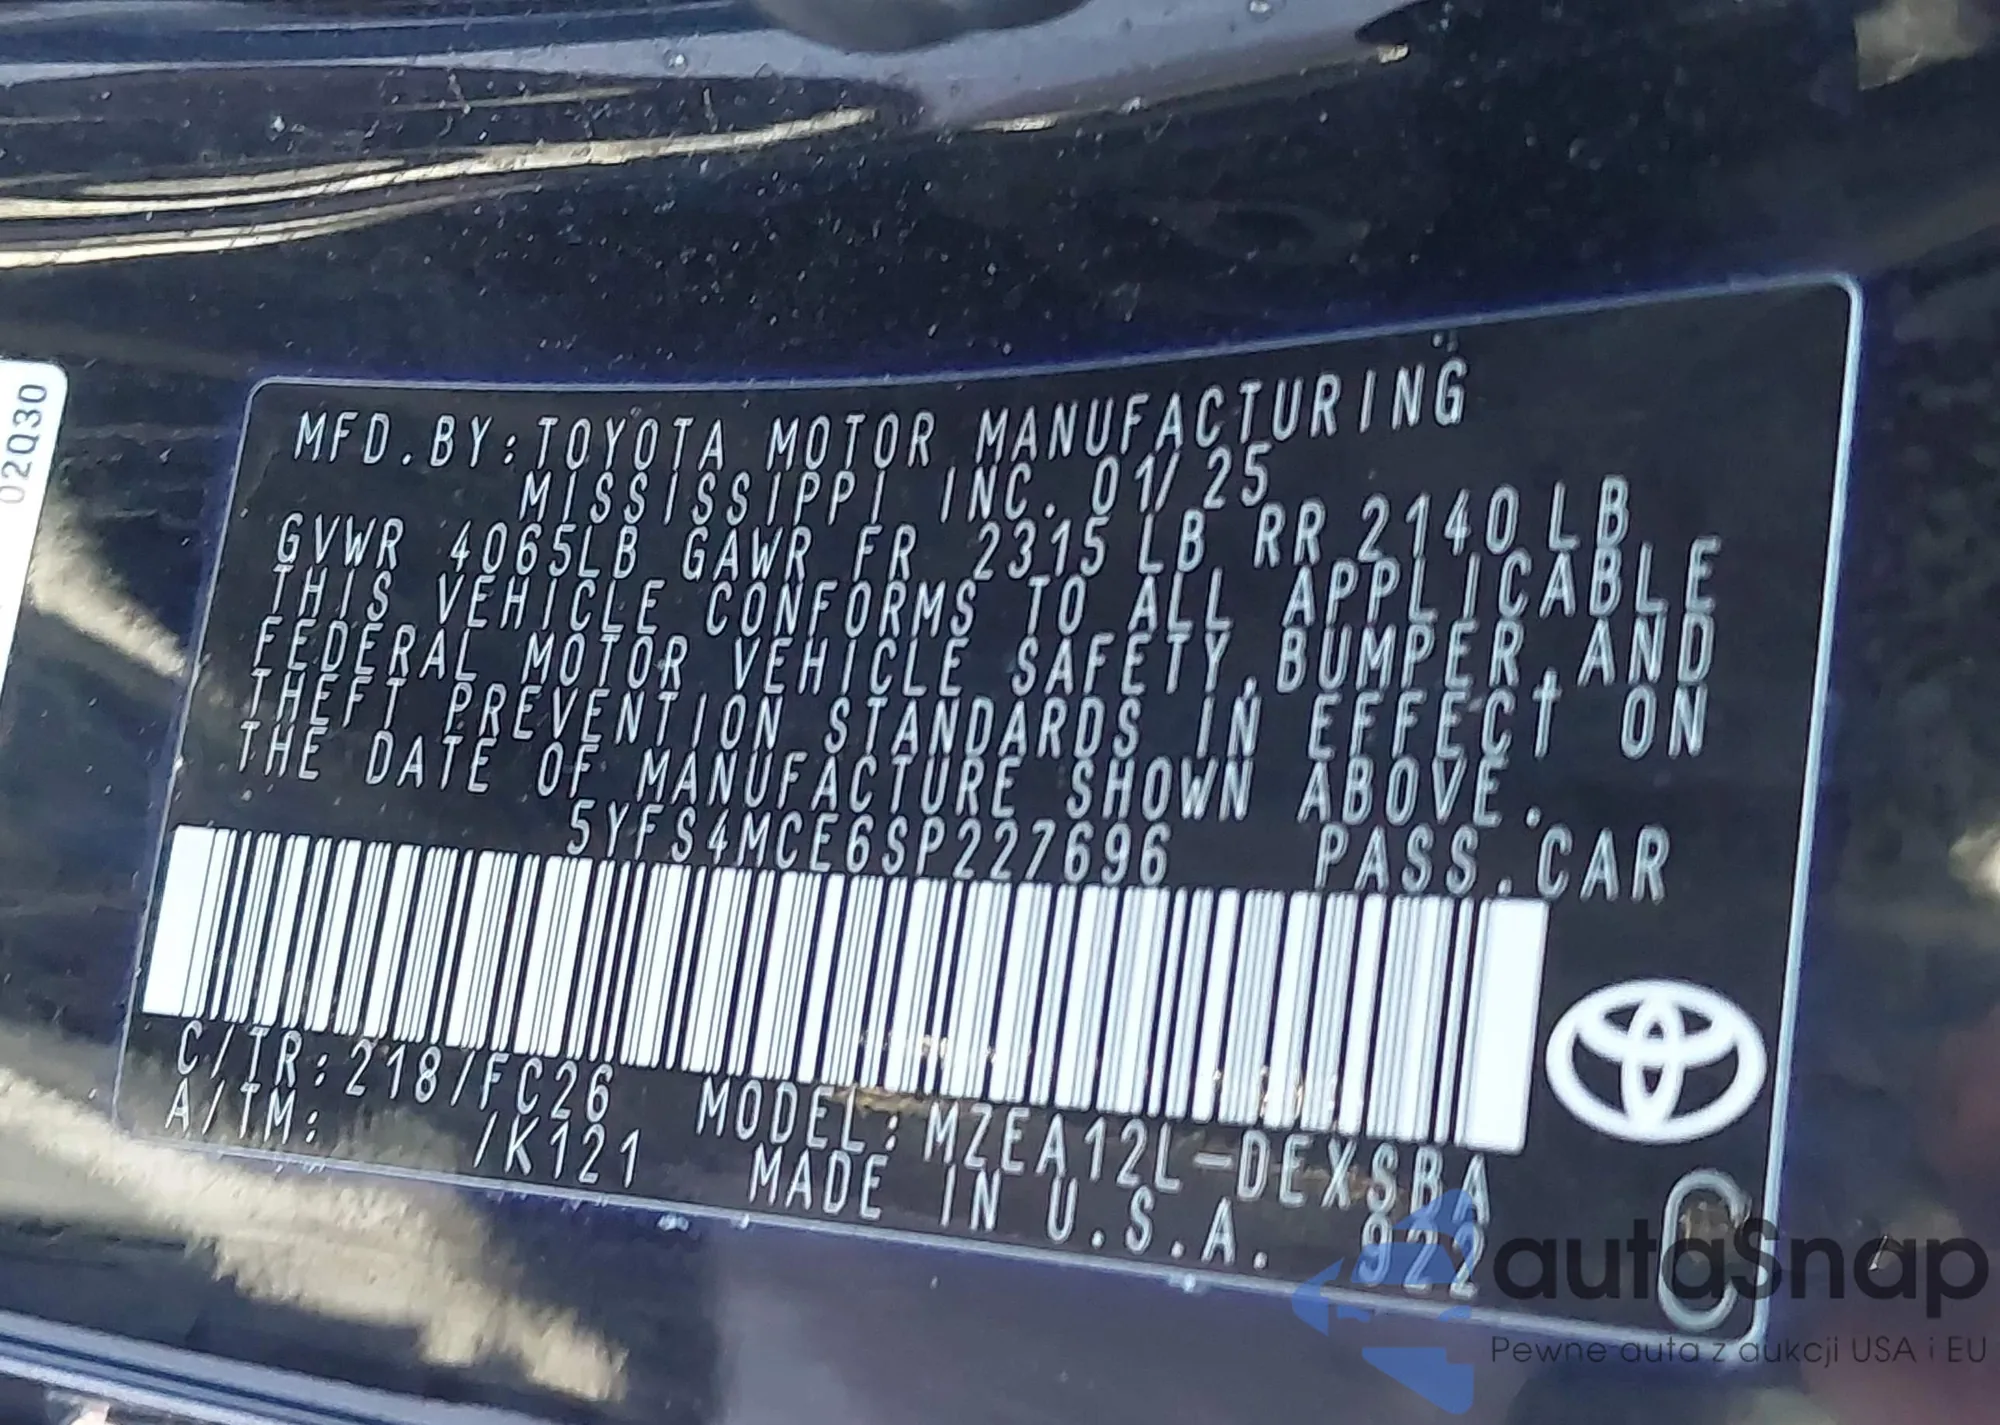 02Q30
MFD.BY:TOYOTA MOTOR MANUFACTURING
MISSISSIPPI INC. 01/25
GVWR 4065LB GAWR FR 2315LB RR 2140LB
THIS VEHICLE CONFORMS TO ALL APPLICABLE
FEDERAL MOTOR VEHICLE SAFETY,BUMPER,AND
THEFT PREVENTION STANDARDS IN EFFECT ON
THE DATE OF MANUFACTURE SHOWN ABOVE.
5YFS4MCE6SP227696 PASS.CAR
C/TR:218/FC26 MODEL:MZEA12L-DEXSBA
A/TM: /K121 MADE IN U.S.A. 922
C
autaSnap
Pewne auta z aukcji USA i EU